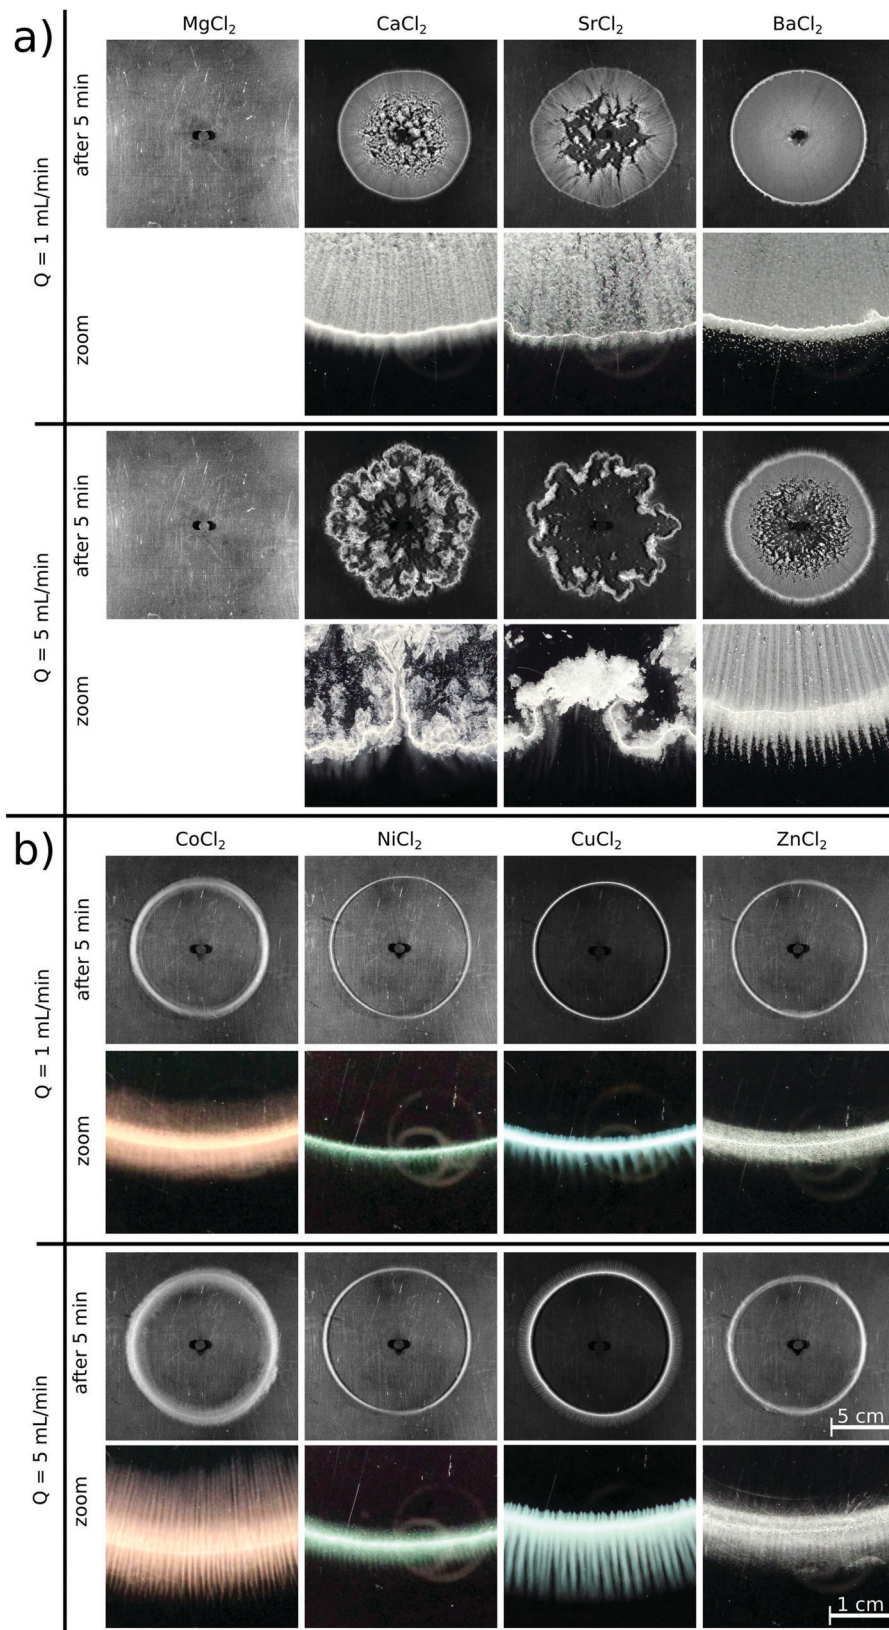 a)
MgCl₂ CaCl₂ SrCl₂ BaCl₂
Q = 1 mL/min
after 5 min
zoom
Q = 5 mL/min
after 5 min
zoom
b)
CoCl₂ NiCl₂ CuCl₂ ZnCl₂
Q = 1 mL/min
after 5 min
zoom
Q = 5 mL/min
after 5 min
5 cm
zoom
1 cm